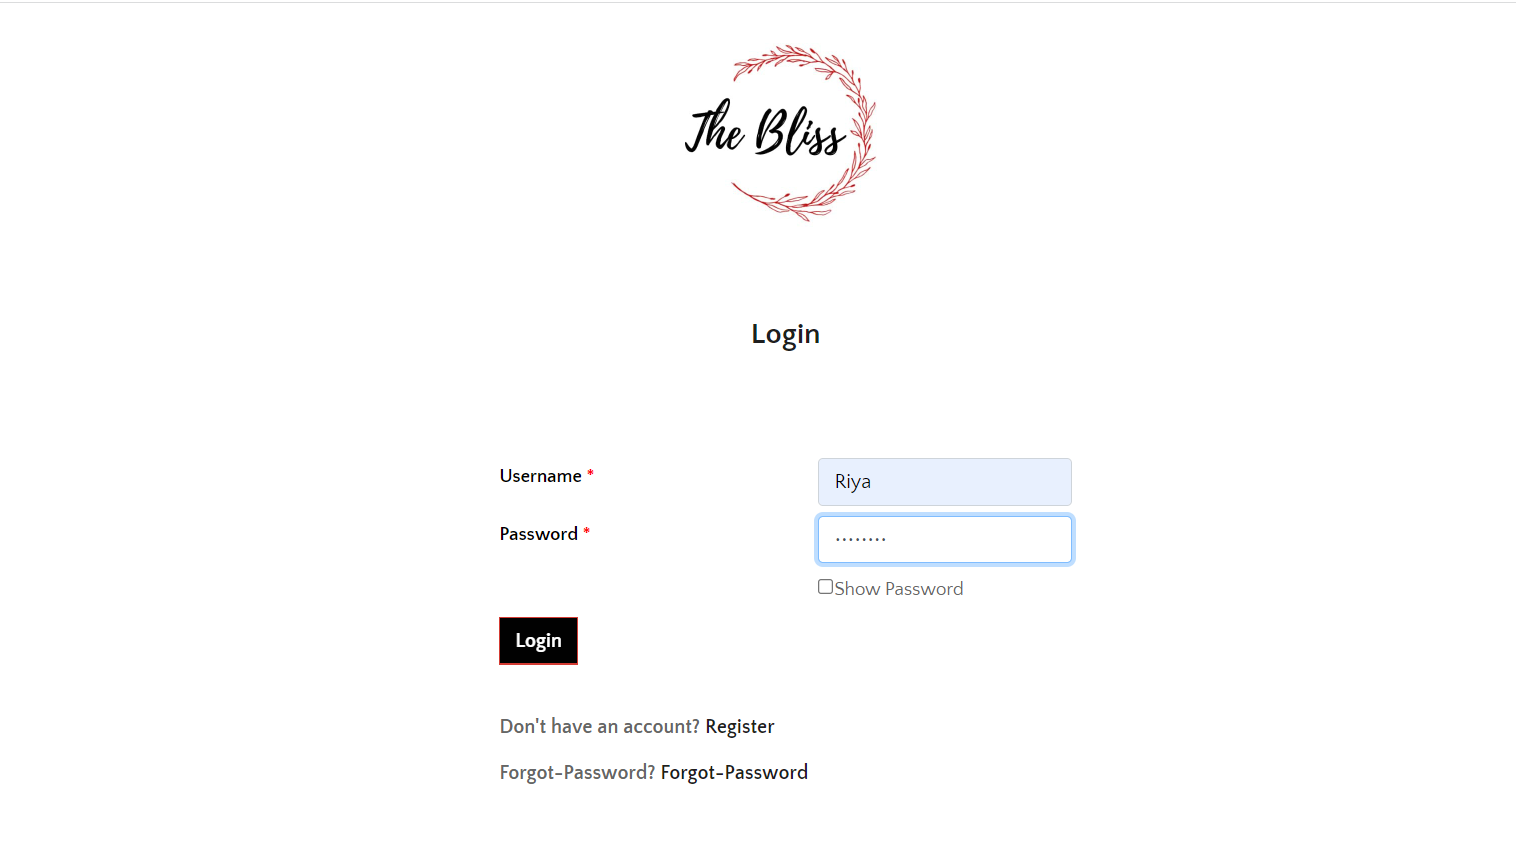 The Bliss
Login
Username *
Riya
Password *
........
Show Password
Login
Don't have an account? Register
Forgot-Password? Forgot-Password